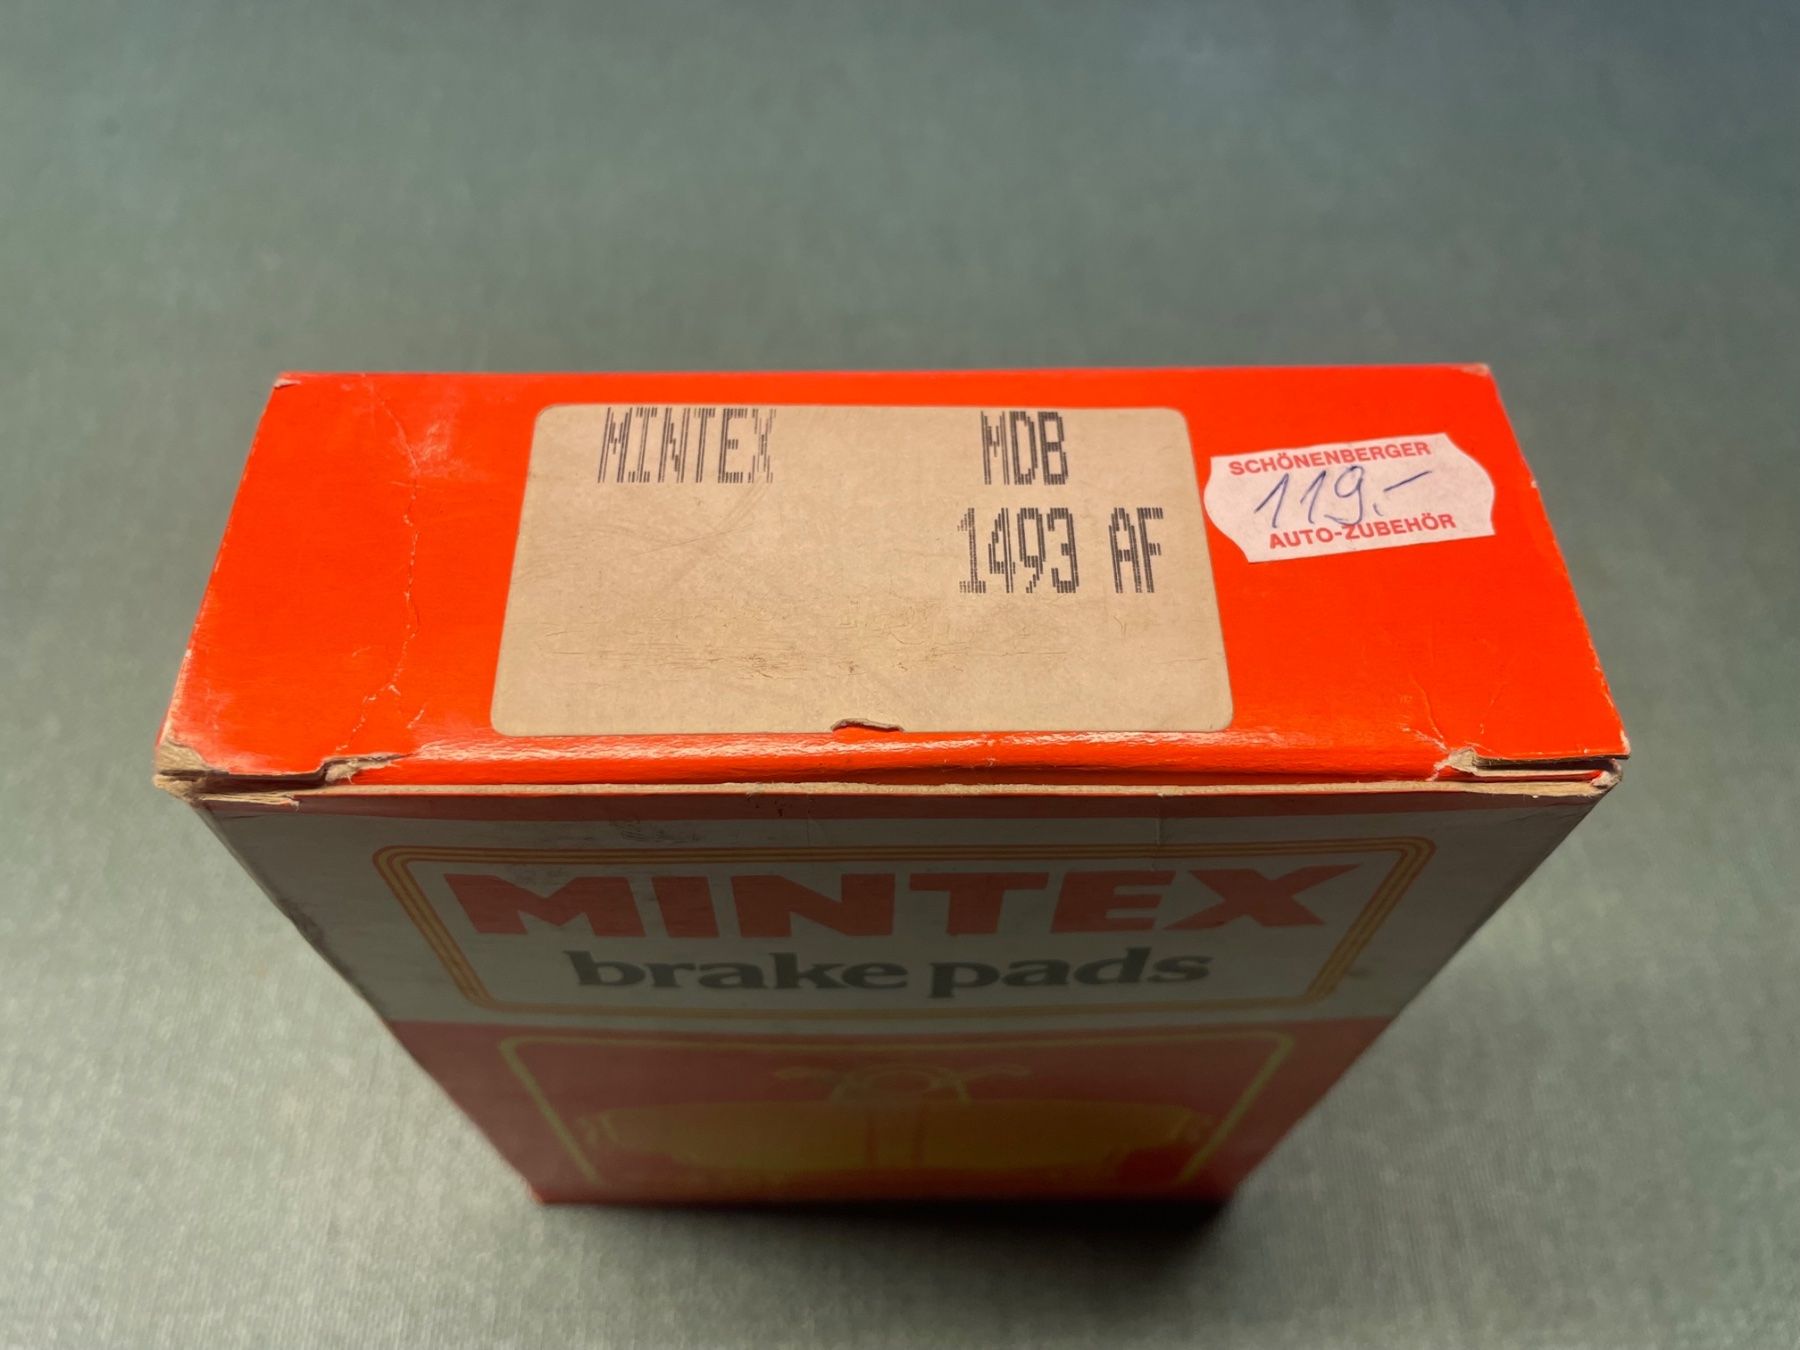 MINTEX MDB
1493 AF
SCHÖNENBERGER
119.-
AUTO-ZUBEHÖR
MINTEX
brake pads